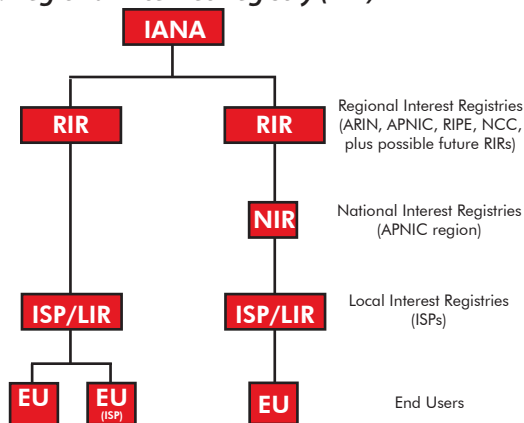 IANA
RIR
RIR
Regional Interest Registries
(ARIN, APNIC, RIPE, NCC,
plus possible future RIRs)
NIR
National Interest Registries
(APNIC region)
ISP/LIR
ISP/LIR
Local Interest Registries
(ISPs)
EU
EU
(ISP)
EU
End Users